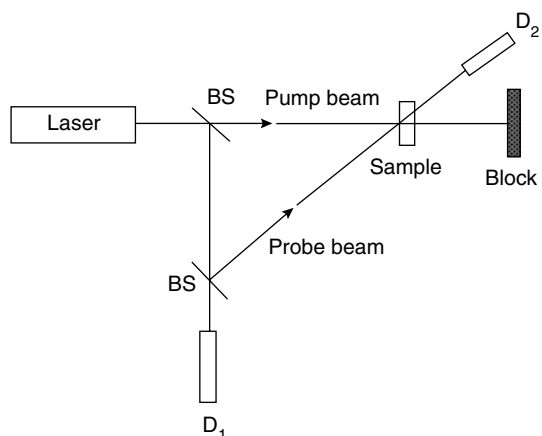 D₂
BS
Pump beam
Laser
Sample
Block
Probe beam
BS
D₁